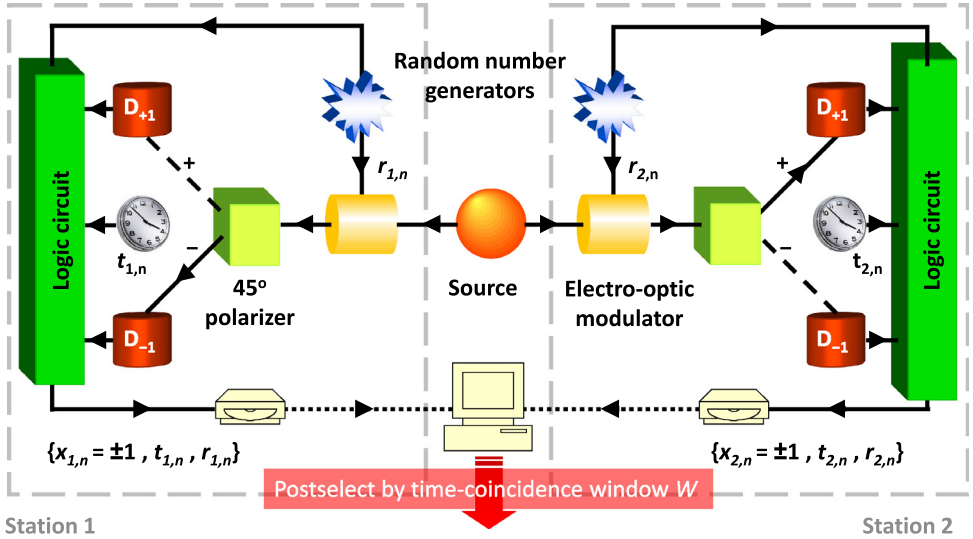 Random number
generators
D+1
D+1
+
+
r1,n
r2,n
Logic circuit
Logic circuit
t1,n
t2,n
−
−
45º
polarizer
Source
Electro-optic
modulator
D−1
D−1
{x1,n = ±1 , t1,n , r1,n}
{x2,n = ±1 , t2,n , r2,n}
Postselect by time-coincidence window W
Station 1
Station 2